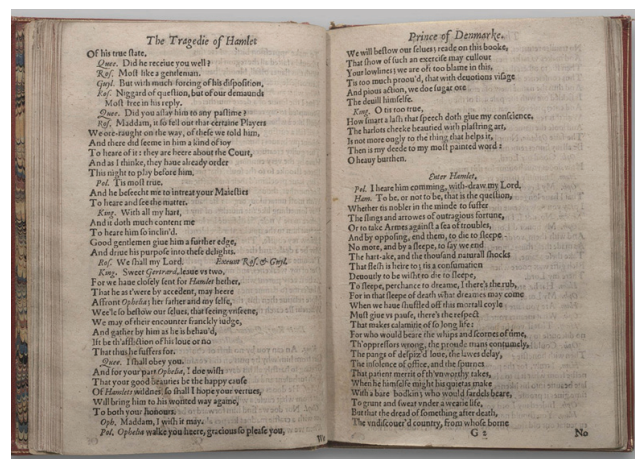 The Tragedie of Hamlet
Of his true state.
Quee. Did he receiue you well?
Ros. Most like a gentleman.
Guyl. But with much forcing of his disposition,
Ros. Niggard of question, but of our demaunds
Most free in his reply.
Quee. Did you assay him to any pastime?
Ros. Maddam, it so fell out that certaine Players
We ore-raught on the way, of these we told him,
And there did seeme in him a kind of ioy
To heare of it: they are heere about the Court,
And as I thinke, they haue already order
This night to play before him.
Pol. Tis most true,
And he beseecht me to intreat your Maiesties
To heare and see the matter.
King. With all my hart,
And it doth much content me
To heare him so inclin'd.
Good gentlemen giue him a further edge,
And driue his purpose into these delights.
Ros. We shall my Lord. Exeunt Ros. & Guyl.
King. Sweet Gertrard, leaue vs two,
For we haue closely sent for Hamlet hether,
That he as t'were by accedent, may heere
Affront Ophelia; her father and my selfe,
Wee'le so bestow our selues, that seeing vnseene,
We may of their encounter franckly iudge,
And gather by him as he is behau'd,
Ift be th'affliction of his loue or no
That thus he suffers for.
Quee. I shall obey you.
And for your part Ophelia, I doe wish
That your good beauties be the happy cause
Of Hamlets wildnes, so shall I hope your vertues,
Will bring him to his wonted way againe,
To both your honours.
Oph. Madam, I wish it may.
Pol. Ophelia walke you heere, gracious so please you,
We
Prince of Denmarke.
We will bestow our selues; reade on this booke,
That show of such an exercise may cullour
Your lowlines; we are oft too blame in this,
Tis too much proou'd, that with deuotions visage
And pious action, we doe sugar ore
The deuill himselfe.
King. O tis too true,
How smart a lash that speech doth giue my conscience.
The harlots cheeke beautied with plastring art,
Is not more ougly to the thing that helps it,
Then is my deede to my most painted word:
O heauy burthen.
Enter Hamlet.
Pol. I heare him comming, with-draw my Lord.
Ham. To be, or not to be, that is the question,
Whether tis nobler in the minde to suffer
The slings and arrowes of outragious fortune,
Or to take Armes against a sea of troubles,
And by opposing, end them, to die to sleepe
No more, and by a sleepe, to say we end
The hart-ake, and the thousand naturall shocks
That flesh is heire to; tis a consumation
Deuoutly to be wisht to die to sleepe,
To sleepe, perchance to dreame, I there's the rub,
For in that sleepe of death what dreames may come
When we haue shuffled off this mortall coyle
Must giue vs pause, there's the respect
That makes calamitie of so long life:
For who would beare the whips and scornes of time,
Th'oppressors wrong, the proude mans contumely,
The pangs of despiz'd loue, the lawes delay,
The insolence of office, and the spurnes
That patient merrit of th'vnworthy takes,
When he himselfe might his quietas make
With a bare bodkin; who would fardels beare,
To grunt and sweat vnder a wearie life,
But that the dread of something after death,
The vndiscouer'd country, from whose borne
G 2 No